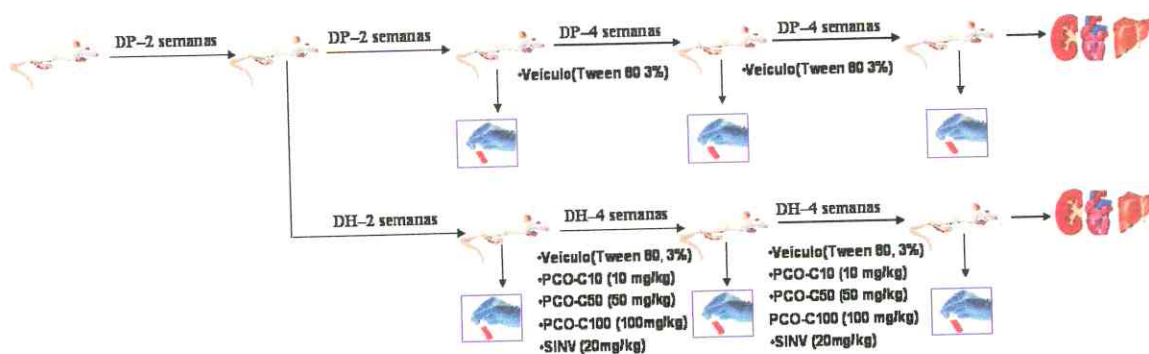 DP–2 semanas
DP–2 semanas
DP–4 semanas
DP–4 semanas
•Veículo(Tween 80 3%)
•Veículo(Tween 80 3%)
DH–2 semanas
DH–4 semanas
DH–4 semanas
•Veículo(Tween 80, 3%)
•PCO-C10 (10 mg/kg)
•PCO-C50 (50 mg/kg)
•PCO-C100 (100mg/kg)
•SINV (20mg/kg)
•Veículo(Tween 80, 3%)
•PCO-C10 (10 mg/kg)
•PCO-C50 (50 mg/kg)
PCO-C100 (100 mg/kg)
•SINV (20mg/kg)